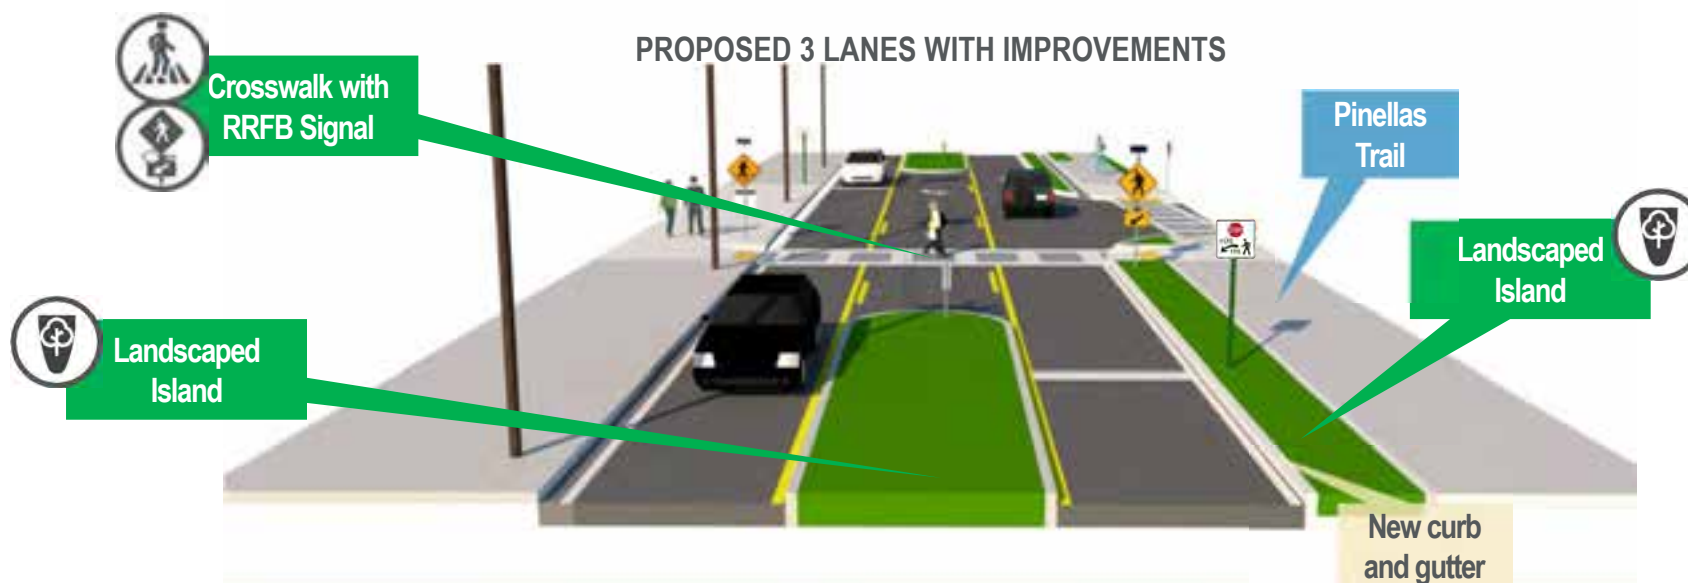 PROPOSED 3 LANES WITH IMPROVEMENTS
Crosswalk with
RRFB Signal
Pinellas
Trail
Landscaped
Island
Landscaped
Island
New curb
and gutter